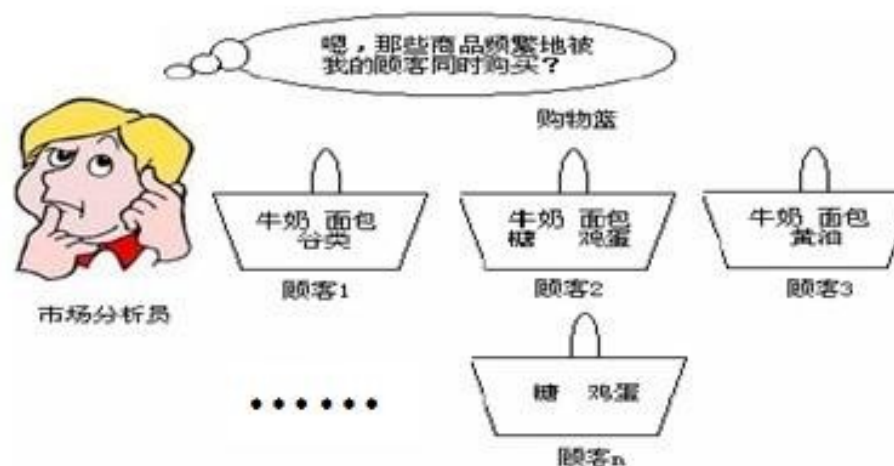 嗯，那些商品频繁地被
我的顾客同时购买？
购物篮
牛奶 面包
谷类
牛奶 面包
糖 鸡蛋
牛奶 面包
黄油
顾客1
顾客2
顾客3
市场分析员
糖 鸡蛋
顾客n